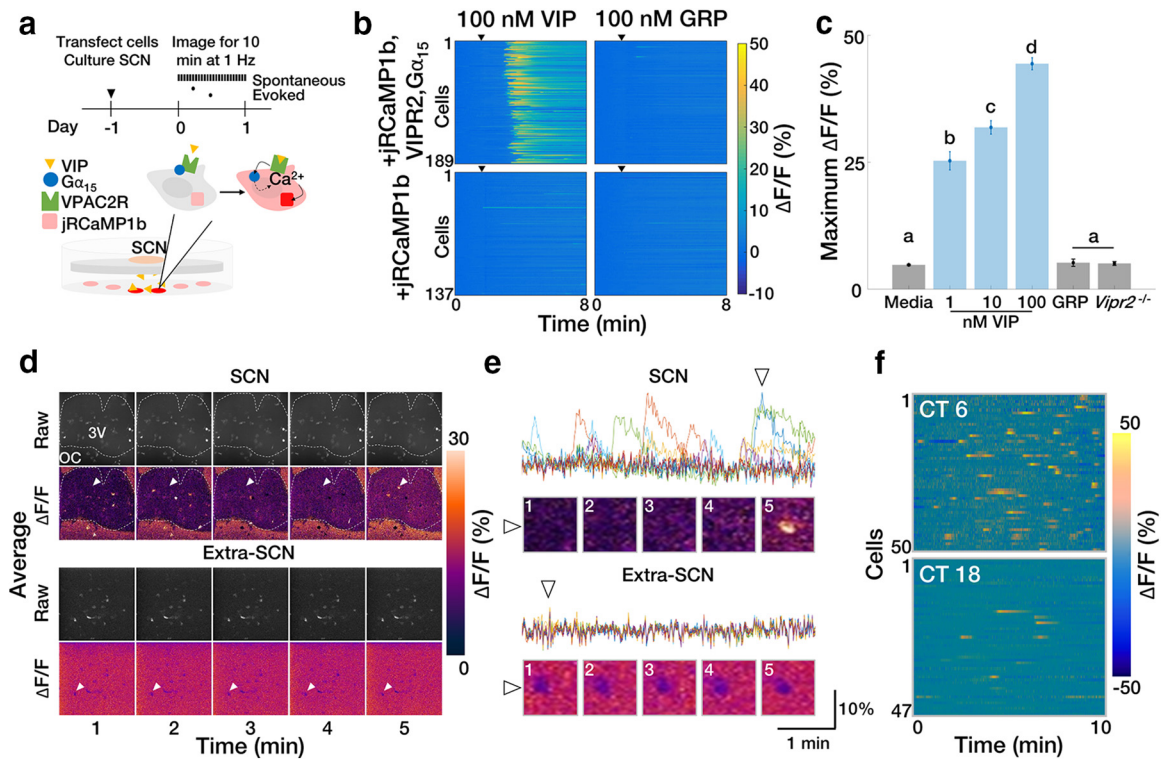 a
Transfect cells
Culture SCN
Image for 10
min at 1 Hz
Spontaneous
Evoked
Day -1 0 1
VIP
Gα15
VPAC2R
jRCaMP1b
Ca2+
SCN
b
100 nM VIP 100 nM GRP
+jRCaMP1b,
VIPR2,Gα15
Cells
1
189
+jRCaMP1b
Cells
137
0 8 0 8
Time (min)
50
40
30
20
10
0
-10
ΔF/F (%)
c
Maximum ΔF/F (%)
50
25
0
a b c d a
Media 1 10 100 GRP Vipr2-/-
nM VIP
d
SCN
Average
Raw
3V
OC
ΔF/F
Extra-SCN
Raw
ΔF/F
1 2 3 4 5
Time (min)
30
0
ΔF/F (%)
e
SCN
1 2 3 4 5
Extra-SCN
1 2 3 4 5
10%
1 min
f
CT 6
1
50
Cells
CT 18
1
47
0 10
Time (min)
50
-50
ΔF/F (%)